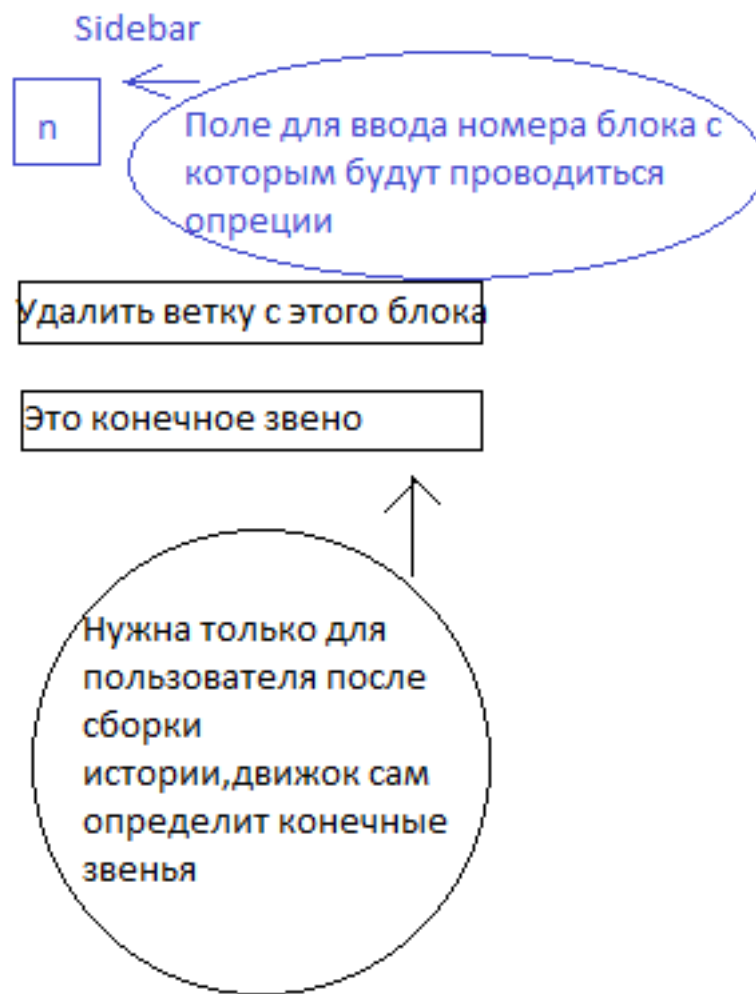 Sidebar
n
Поле для ввода номера блока с
которым будут проводиться
опреции
Удалить ветку с этого блока
Это конечное звено
Нужна только для
пользователя после
сборки
истории,движок сам
определит конечные
звенья